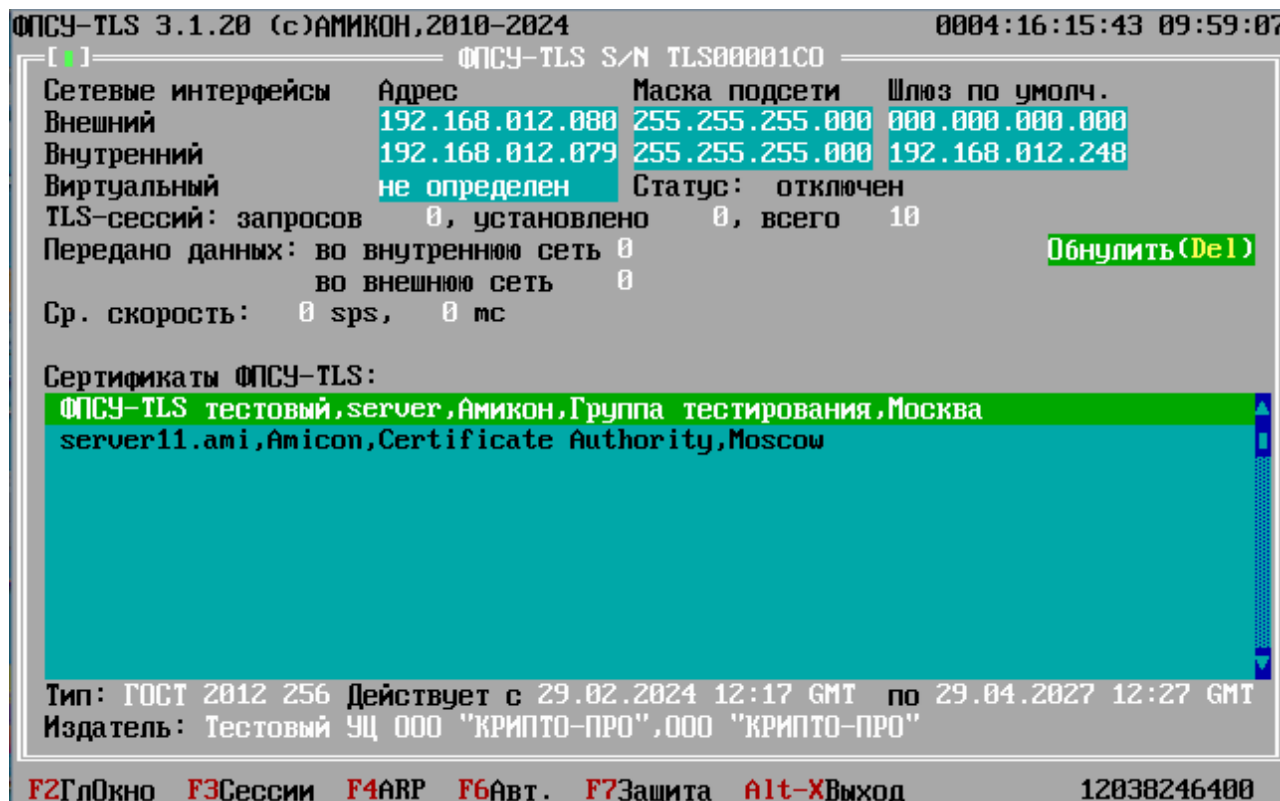 ФПСУ-TLS 3.1.20 (c)АМИКОН,2010-2024 0004:16:15:43 09:59:07
[ ] ФПСУ-TLS S/N TLS00001CO
Сетевые интерфейсы Адрес Маска подсети Шлюз по умолч.
Внешний 192.168.012.080 255.255.255.000 000.000.000.000
Внутренний 192.168.012.079 255.255.255.000 192.168.012.248
Виртуальный не определен Статус: отключен
TLS-сессий: запросов 0, установлено 0, всего 10
Передано данных: во внутреннюю сеть 0 Обнулить(Del)
во внешнюю сеть 0
Ср. скорость: 0 sps, 0 мс
Сертификаты ФПСУ-TLS:
ФПСУ-TLS тестовый,server,Амикон,Группа тестирования,Москва
server11.ami,Amicon,Certificate Authority,Moscow
Тип: ГОСТ 2012 256 Действует с 29.02.2024 12:17 GMT по 29.04.2027 12:27 GMT
Издатель: Тестовый УЦ ООО "КРИПТО-ПРО",ООО "КРИПТО-ПРО"
F2ГлОкно F3Сессии F4ARP F6Авт. F7Защита Alt-XВыход 12038246400